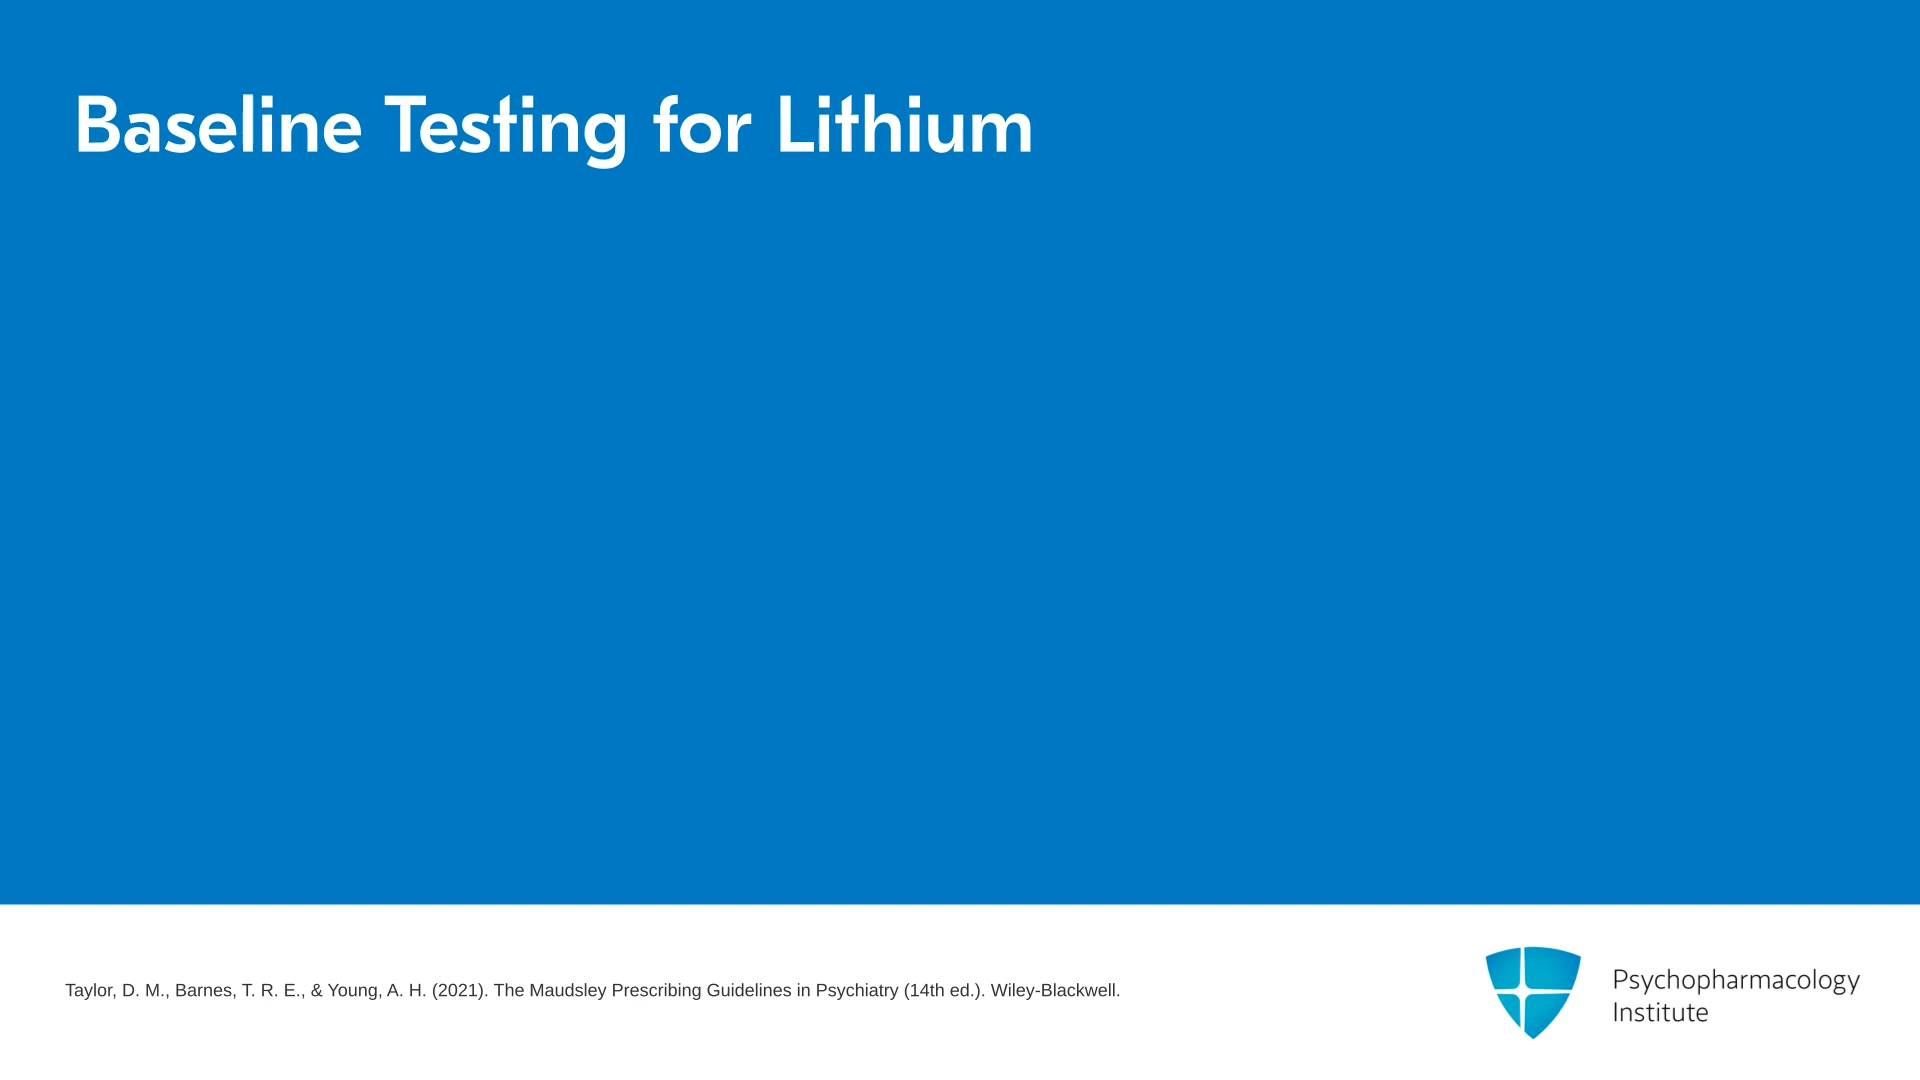 Baseline Testing for Lithium
Taylor, D. M., Barnes, T. R. E., & Young, A. H. (2021). The Maudsley Prescribing Guidelines in Psychiatry (14th ed.). Wiley-Blackwell.
Psychopharmacology
Institute